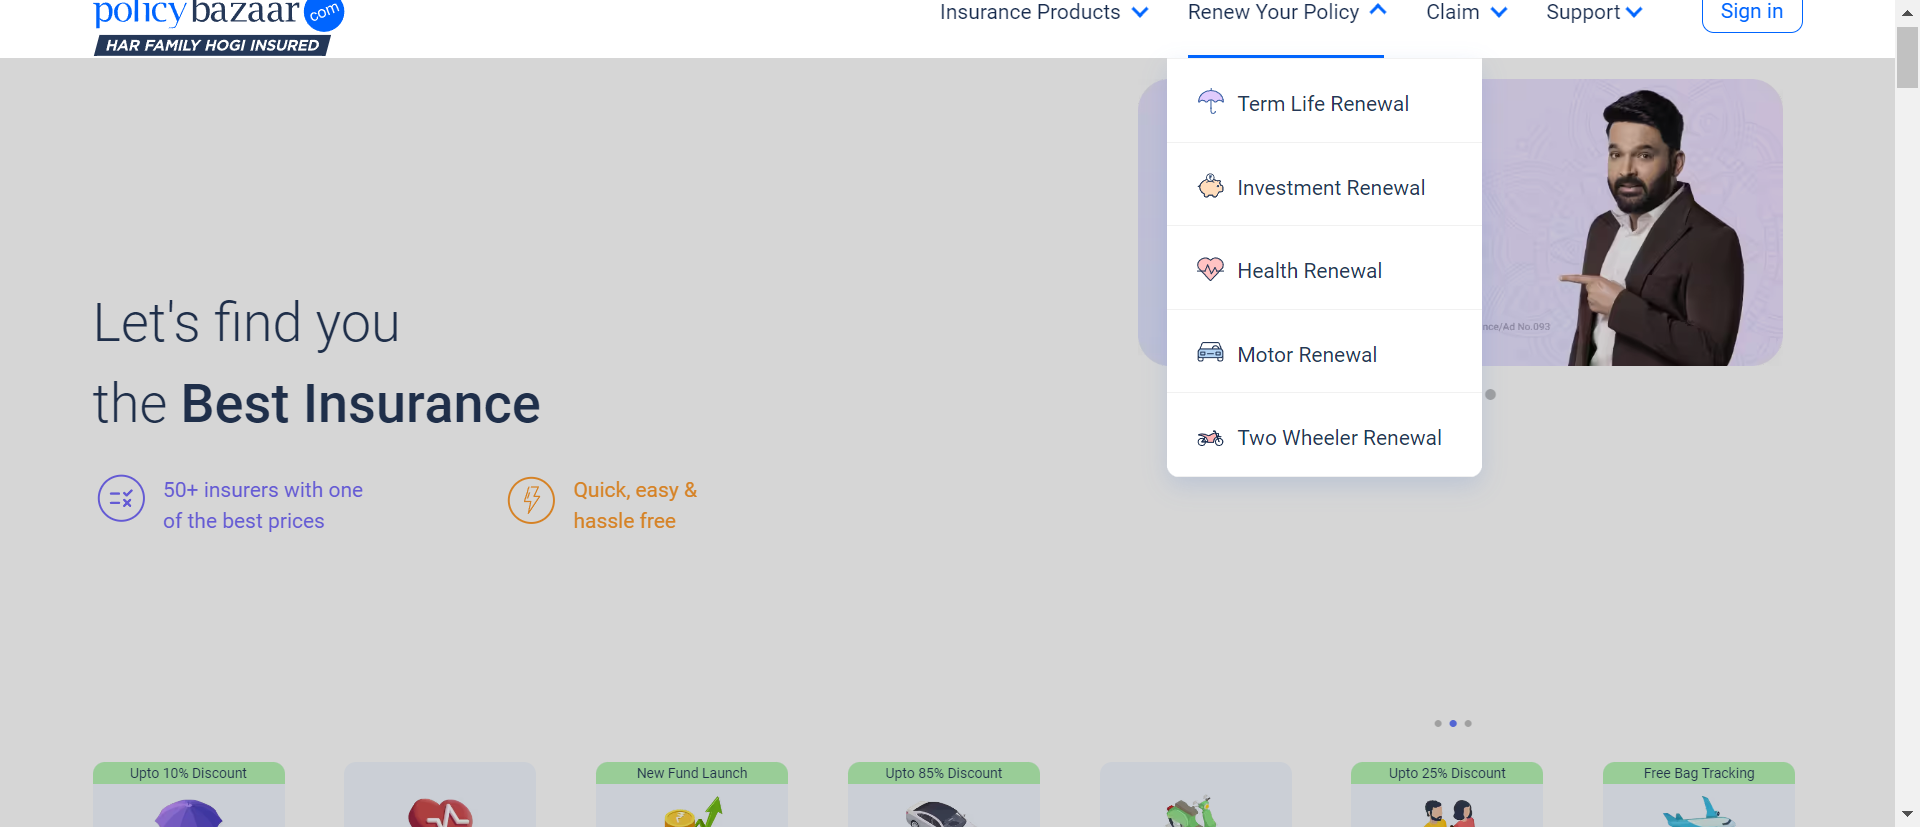 policybazaar com
HAR FAMILY HOGI INSURED
Insurance Products
Renew Your Policy
Claim
Support
Sign in
Term Life Renewal
Investment Renewal
Health Renewal
Motor Renewal
Two Wheeler Renewal
nce/Ad No.093
Let's find you
the Best Insurance
50+ insurers with one
of the best prices
Quick, easy &
hassle free
Upto 10% Discount
New Fund Launch
Upto 85% Discount
Upto 25% Discount
Free Bag Tracking